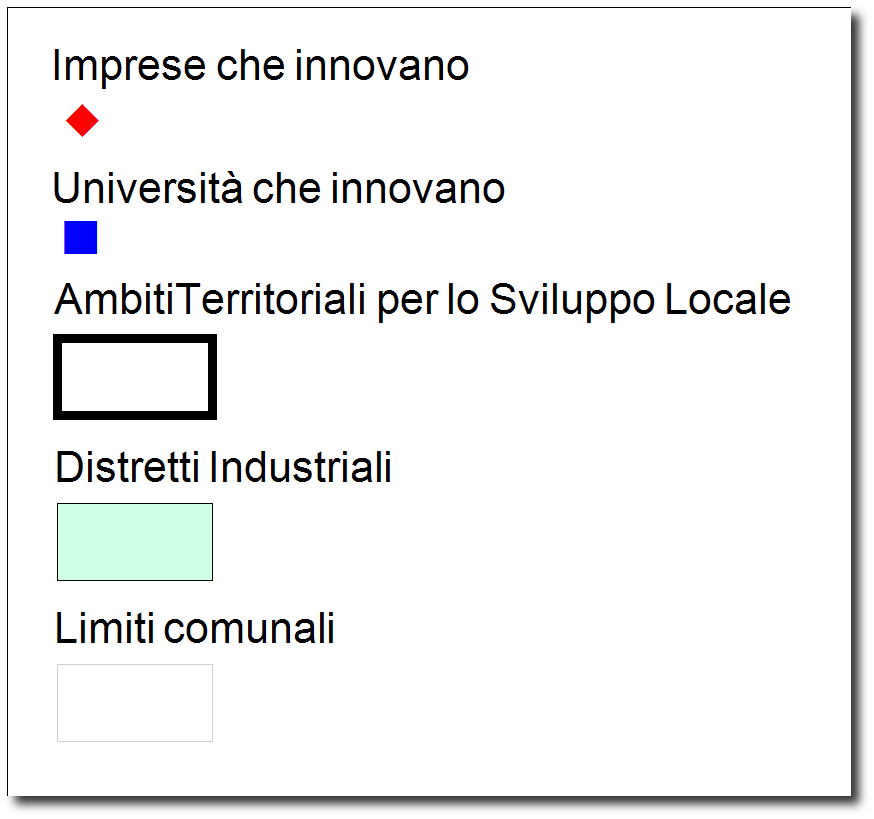 Imprese che innovano
Università che innovano
AmbitiTerritoriali per lo Sviluppo Locale
Distretti Industriali
Limiti comunali